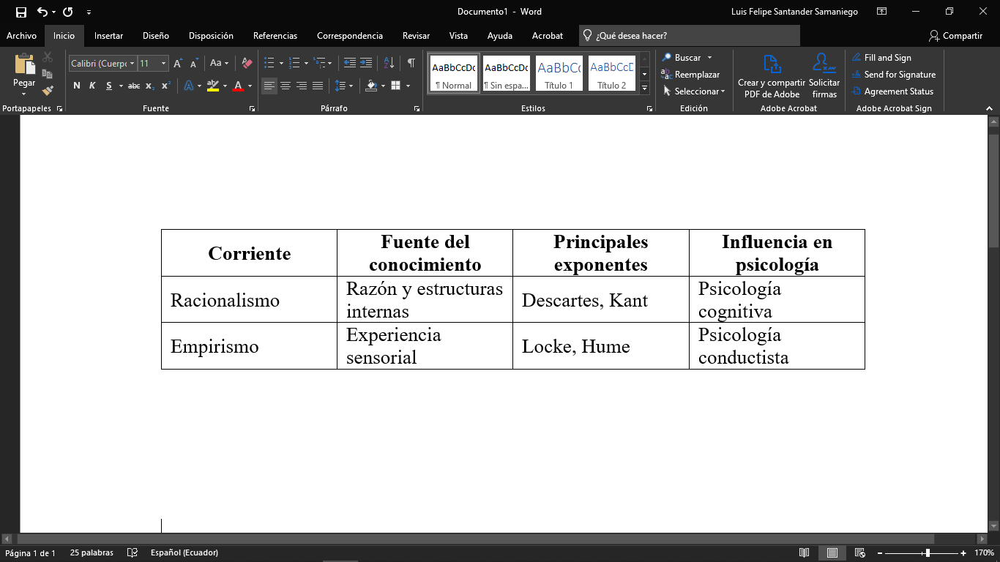 Documento1 - Word
Luis Felipe Santander Samaniego
Archivo Inicio Insertar Diseño Disposición Referencias Correspondencia Revisar Vista Ayuda Acrobat ¿Qué desea hacer? Compartir
Pegar
Portapapeles
Calibri (Cuerpo 11
Aa
N K S abc x₂ x²
A A
Fuente
Párrafo
AaBbCcDc AaBbCcDc AaBbCc AaBbCcD
¶ Normal ¶ Sin espa... Título 1 Título 2
Estilos
Buscar
Reemplazar
Seleccionar
Edición
Crear y compartir
PDF de Adobe
Solicitar
firmas
Adobe Acrobat
Fill and Sign
Send for Signature
Agreement Status
Adobe Acrobat Sign
Corriente
Fuente del
conocimiento
Principales
exponentes
Influencia en
psicología
Racionalismo
Razón y estructuras
internas
Descartes, Kant
Psicología
cognitiva
Empirismo
Experiencia
sensorial
Locke, Hume
Psicología
conductista
Página 1 de 1 25 palabras Español (Ecuador) 170%